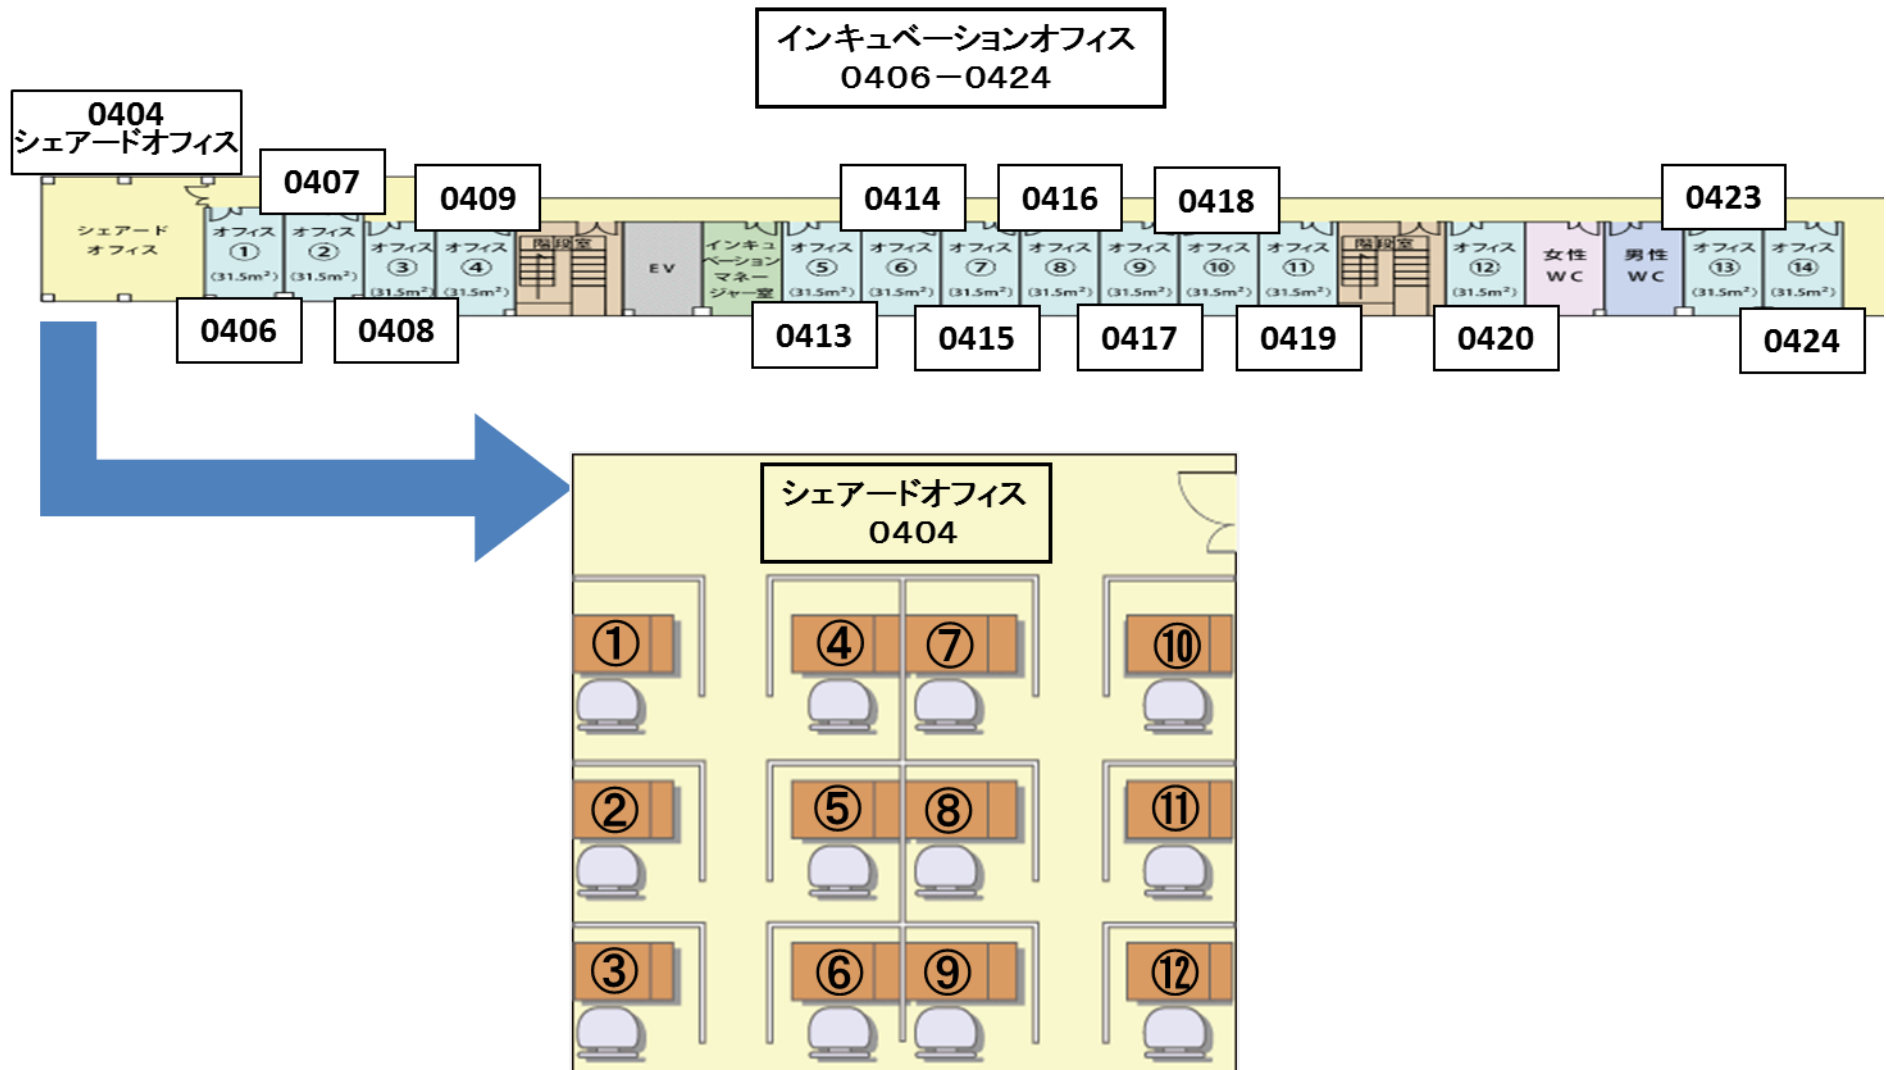 インキュベーションオフィス
0406-0424
0404
シェアードオフィス
0407
0409
0414
0416
0418
0423
シェアード
オフィス
オフィス
①
(31.5m²)
オフィス
②
(31.5m²)
オフィス
③
(31.5m²)
オフィス
④
(31.5m²)
階段室
EV
インキュ
ベーション
マネー
ジャー室
オフィス
⑤
(31.5m²)
オフィス
⑥
(31.5m²)
オフィス
⑦
(31.5m²)
オフィス
⑧
(31.5m²)
オフィス
⑨
(31.5m²)
オフィス
⑩
(31.5m²)
オフィス
⑪
(31.5m²)
階段室
オフィス
⑫
(31.5m²)
女性
WC
男性
WC
オフィス
⑬
(31.5m²)
オフィス
⑭
(31.5m²)
0406
0408
0413
0415
0417
0419
0420
0424
シェアードオフィス
0404
①
④
⑦
⑩
②
⑤
⑧
⑪
③
⑥
⑨
⑫